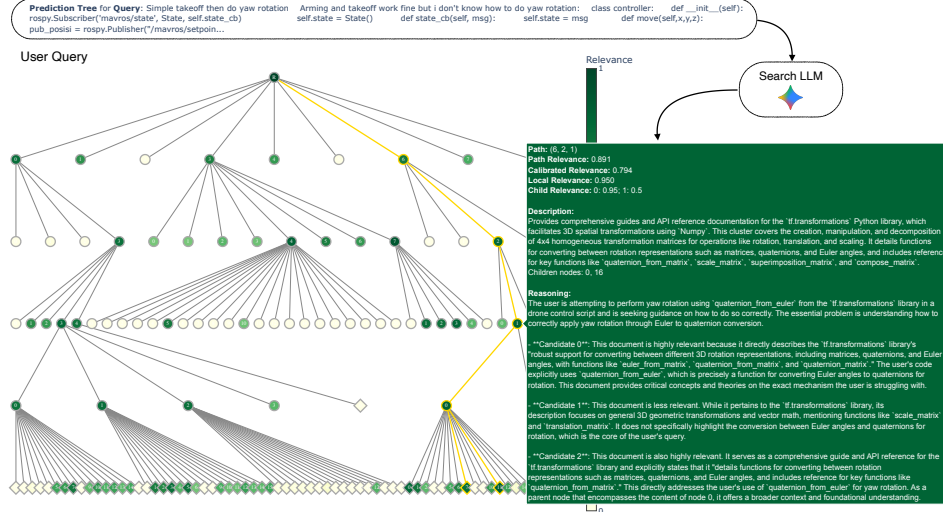 Prediction Tree for Query: Simple takeoff then do yaw rotation Arming and takeoff work fine but i don't know how to do yaw rotation: class controller: def __init__(self):
rospy.Subscriber('mavros/state', State, self.state_cb) self.state = State() def state_cb(self, msg): self.state = msg def move(self,x,y,z):
pub_posisi = rospy.Publisher("/mavros/setpoin...
User Query
Relevance
1
Search LLM
Path: (6, 2, 1)
Path Relevance: 0.891
Calibrated Relevance: 0.794
Local Relevance: 0.950
Child Relevance: 0: 0.95; 1: 0.5
Description:
Provides comprehensive guides and API reference documentation for the `tf.transformations` Python library, which
facilitates 3D spatial transformations using `Numpy`. This cluster covers the creation, manipulation, and decomposition
of 4x4 homogeneous transformation matrices for operations like rotation, translation, and scaling. It details functions
for converting between rotation representations such as matrices, quaternions, and Euler angles, and includes reference
for key functions like `quaternion_from_matrix`, `scale_matrix`, `superimposition_matrix`, and `compose_matrix`.
Children nodes: 0, 16
Reasoning:
The user is attempting to perform yaw rotation using `quaternion_from_euler` from the `tf.transformations` library in a
drone control script and is seeking guidance on how to do so correctly. The essential problem is understanding how to
correctly apply yaw rotation through Euler to quaternion conversion.
- **Candidate 0**: This document is highly relevant because it directly describes the `tf.transformations` library's
"robust support for converting between different 3D rotation representations, including matrices, quaternions, and Euler
angles, with functions like `euler_from_matrix`, `quaternion_from_matrix`, and `quaternion_matrix`." The user's code
explicitly uses `quaternion_from_euler`, which is precisely a function for converting Euler angles to quaternions for
rotation. This document provides critical concepts and theories on the exact mechanism the user is struggling with.
- **Candidate 1**: This document is less relevant. While it pertains to the `tf.transformations` library, its
description focuses on general 3D geometric transformations and vector math, mentioning functions like `scale_matrix`
and `translation_matrix`. It does not specifically highlight the conversion between Euler angles and quaternions for
rotation, which is the core of the user's query.
- **Candidate 2**: This document is also highly relevant. It serves as a comprehensive guide and API reference for the
`tf.transformations` library and explicitly states that it "details functions for converting between rotation
representations such as matrices, quaternions, and Euler angles, and includes reference for key functions like
`quaternion_from_matrix`." This directly addresses the user's use of `quaternion_from_euler` for yaw rotation. As a
parent node that encompasses the content of node 0, it offers a broader context and foundational understanding.
0